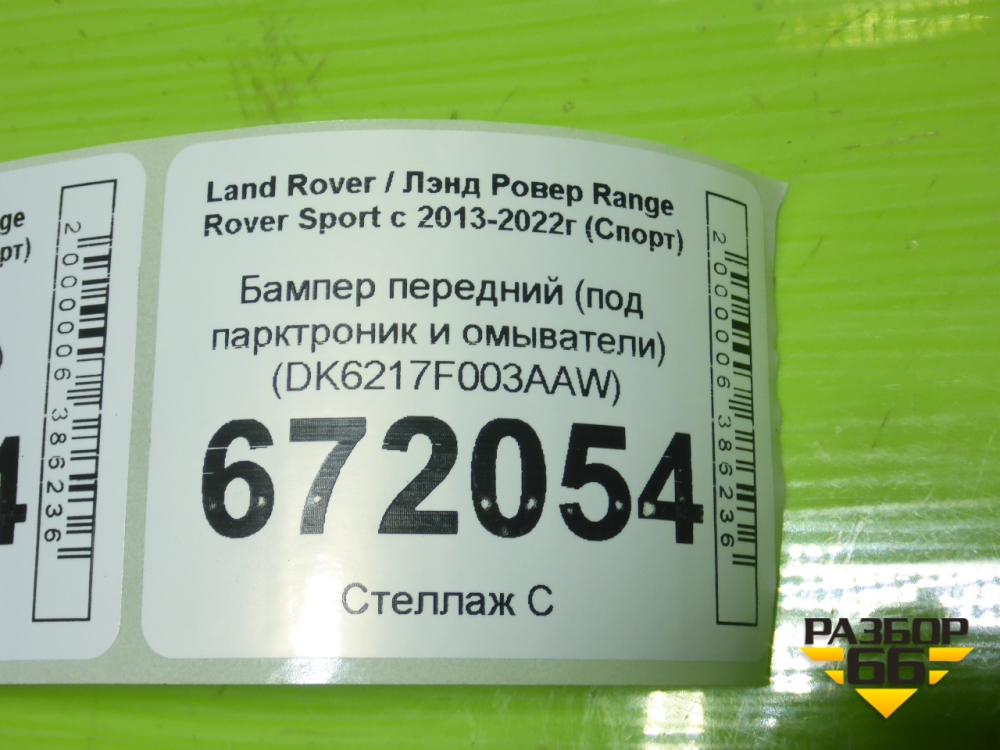 ge
рт)
2000006386236
4
Land Rover / Лэнд Ровер Range
Rover Sport с 2013-2022г (Спорт)
Бампер передний (под
парктроник и омыватели)
(DK6217F003AAW)
672054
Стеллаж С
2000006386236
РАЗБОР
66